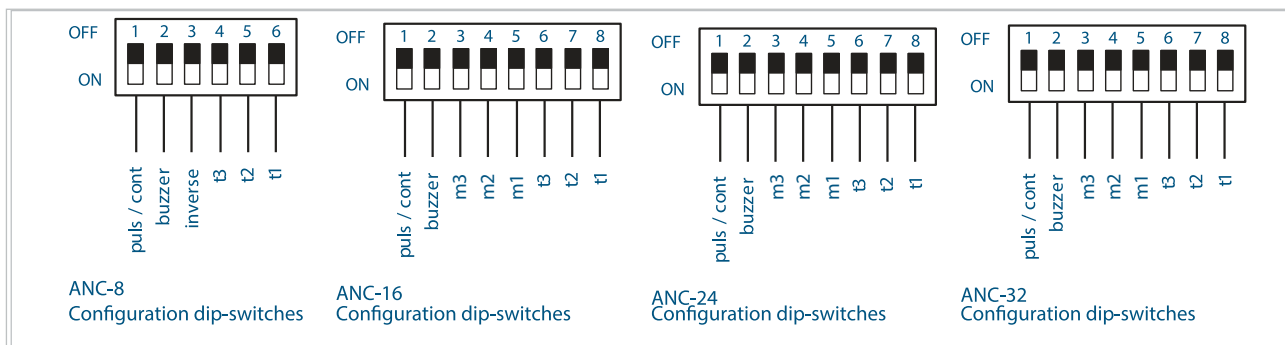 OFF
1 2 3 4 5 6
ON
puls / cont
buzzer
inverse
t3
t2
t1
ANC-8
Configuration dip-switches
OFF
1 2 3 4 5 6 7 8
ON
puls / cont
buzzer
m3
m2
m1
t3
t2
t1
ANC-16
Configuration dip-switches
OFF
1 2 3 4 5 6 7 8
ON
puls / cont
buzzer
m3
m2
m1
t3
t2
t1
ANC-24
Configuration dip-switches
OFF
1 2 3 4 5 6 7 8
ON
puls / cont
buzzer
m3
m2
m1
t3
t2
t1
ANC-32
Configuration dip-switches